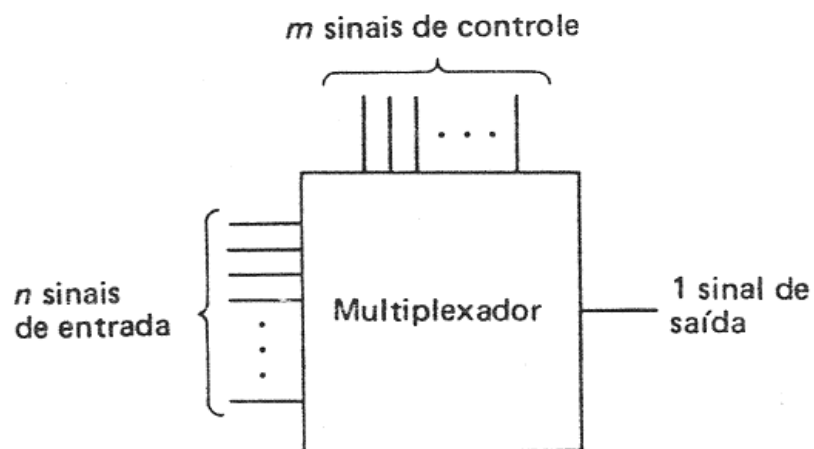 m sinais de controle
n sinais
de entrada
Multiplexador
1 sinal de
saída